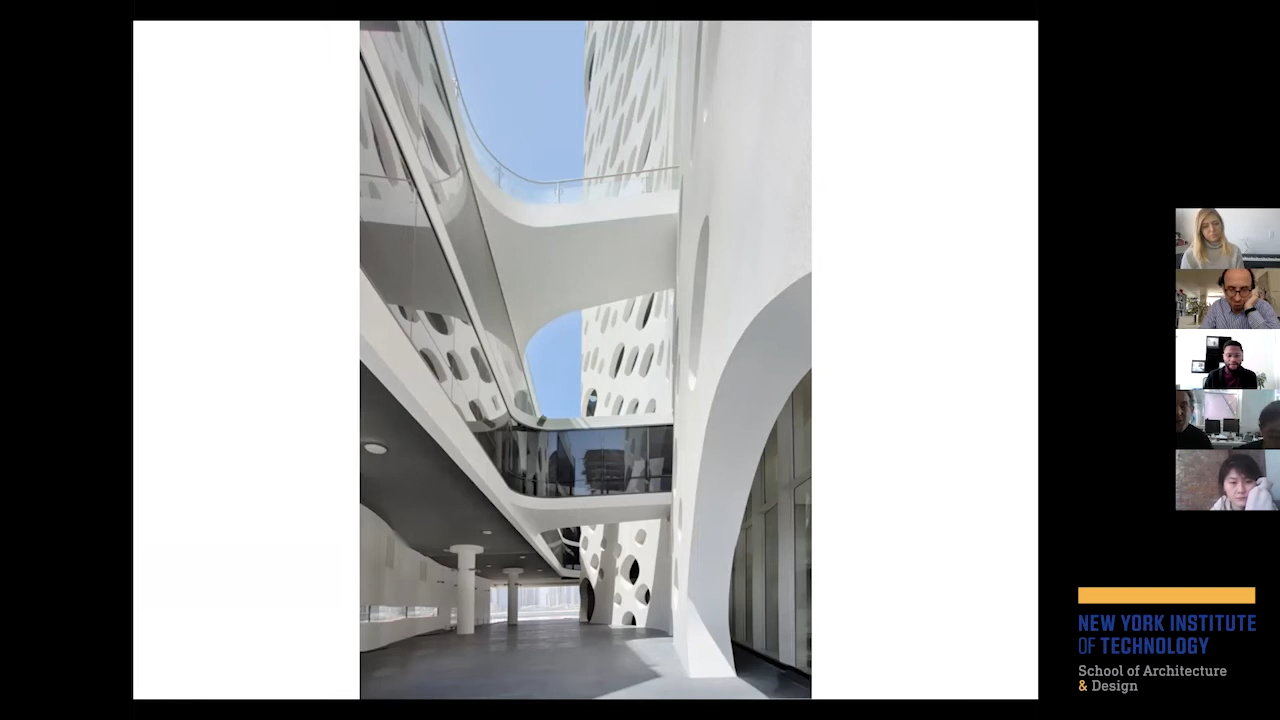 NEW YORK INSTITUTE
OF TECHNOLOGY
School of Architecture
& Design